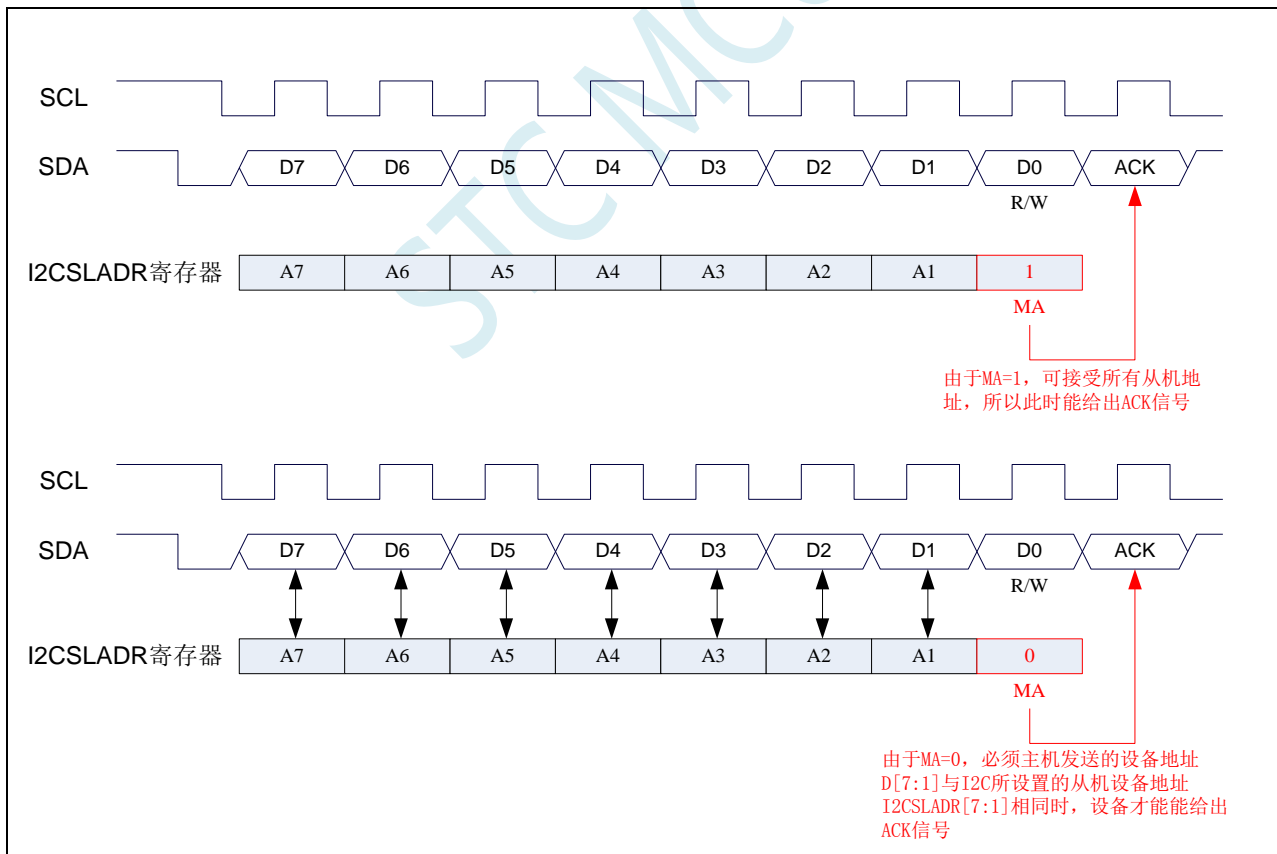 STC MC
SCL
SDA D7 D6 D5 D4 D3 D2 D1 D0 ACK
R/W
I2CSLADR寄存器 A7 A6 A5 A4 A3 A2 A1 1
MA
由于MA=1，可接受所有从机地
址，所以此时能给出ACK信号
SCL
SDA D7 D6 D5 D4 D3 D2 D1 D0 ACK
R/W
I2CSLADR寄存器 A7 A6 A5 A4 A3 A2 A1 0
MA
由于MA=0，必须主机发送的设备地址
D[7:1]与I2C所设置的从机设备地址
I2CSLADR[7:1]相同时，设备才能能给出
ACK信号